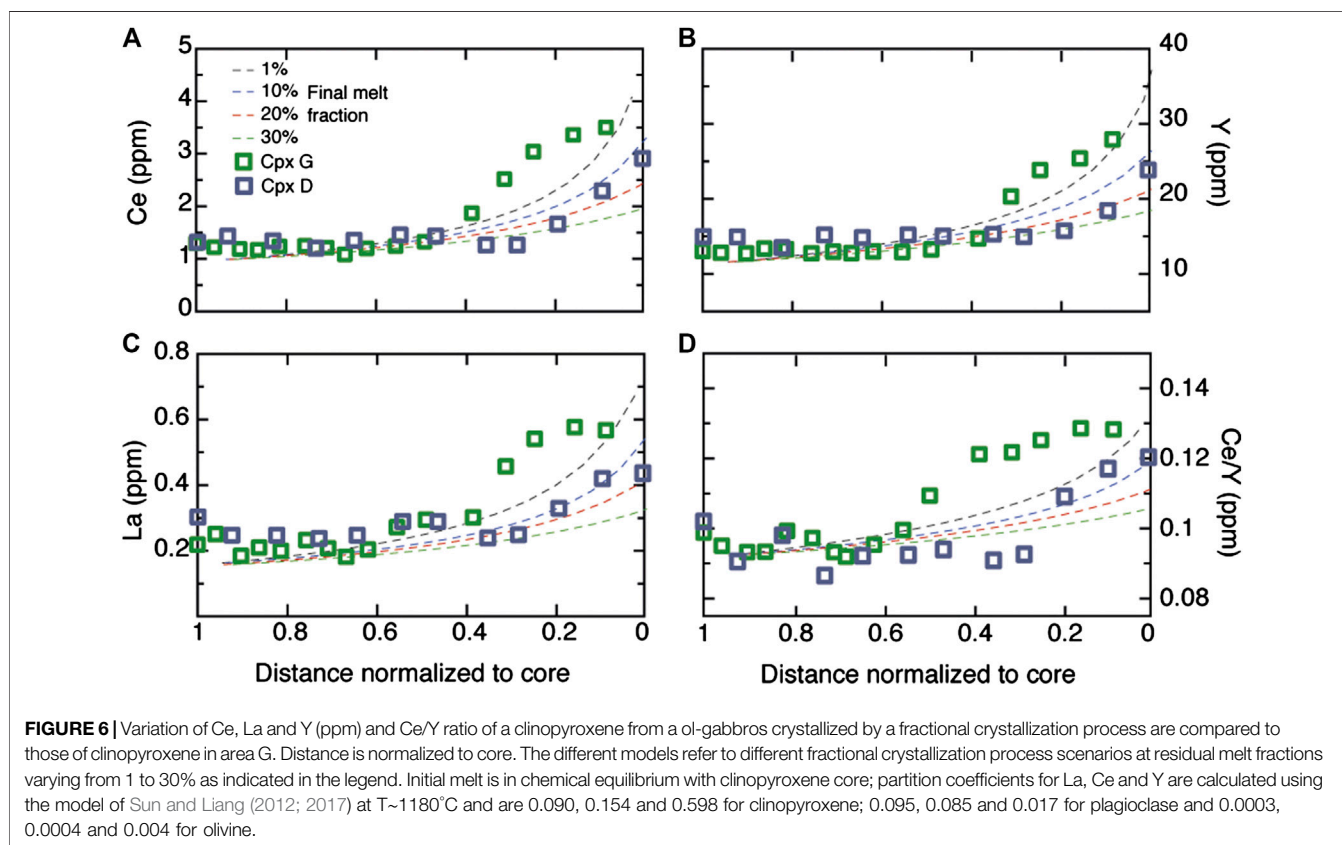 A
B
5
4
3
2
1
0
Ce (ppm)
1%
10% Final melt
20% fraction
30%
Cpx G
Cpx D
40
30
20
10
Y (ppm)
C
D
0.8
0.6
0.4
0.2
La (ppm)
0.14
0.12
0.1
0.08
Ce/Y (ppm)
1 0.8 0.6 0.4 0.2 0
1 0.8 0.6 0.4 0.2 0
Distance normalized to core
Distance normalized to core
FIGURE 6 | Variation of Ce, La and Y (ppm) and Ce/Y ratio of a clinopyroxene from a ol-gabbros crystallized by a fractional crystallization process are compared to
those of clinopyroxene in area G. Distance is normalized to core. The different models refer to different fractional crystallization process scenarios at residual melt fractions
varying from 1 to 30% as indicated in the legend. Initial melt is in chemical equilibrium with clinopyroxene core; partition coefficients for La, Ce and Y are calculated using
the model of Sun and Liang (2012; 2017) at T~1180°C and are 0.090, 0.154 and 0.598 for clinopyroxene; 0.095, 0.085 and 0.017 for plagioclase and 0.0003,
0.0004 and 0.004 for olivine.